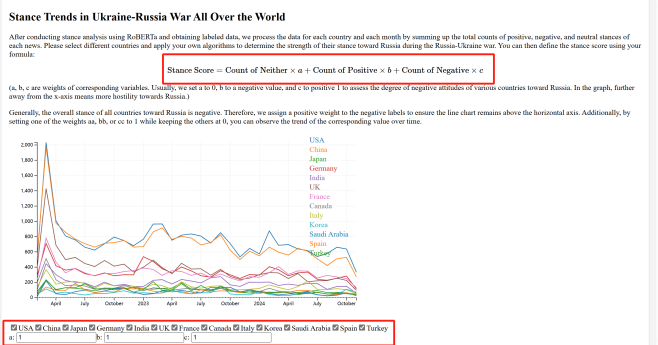 Stance Trends in Ukraine-Russia War All Over the World
After conducting stance analysis using RoBERTa and obtaining labeled data, we process the data for each country and each month by summing up the total counts of positive, negative, and neutral stances of
each news. Please select different countries and apply your own algorithms to determine the strength of their stance toward Russia during the Russia-Ukraine war. You can then define the stance score using your
formula:
Stance Score = Count of Neither × a + Count of Positive × b + Count of Negative × c
(a, b, c are weights of corresponding variables. Usually, we set a to 0, b to a negative value, and c to positive 1 to assess the degree of negative attitudes of various countries toward Russia. In the graph, further
away from the x-axis means more hostility towards Russia.)
Generally, the overall stance of all countries toward Russia is negative. Therefore, we assign a positive weight to the negative labels to ensure the line chart remains above the horizontal axis. Additionally, by
setting one of the weights aa, bb, or cc to 1 while keeping the others at 0, you can observe the trend of the corresponding value over time.
USA
China
Japan
Germany
India
UK
France
Canada
Italy
Korea
Saudi Arabia
Spain
Turkey
2,000
1,800
1,600
1,400
1,200
1,000
800
600
400
200
0
April July October 2023 April July October 2024 April July October
USA China Japan Germany India UK France Canada Italy Korea Saudi Arabia Spain Turkey
a: 1 b: 1 c: 1